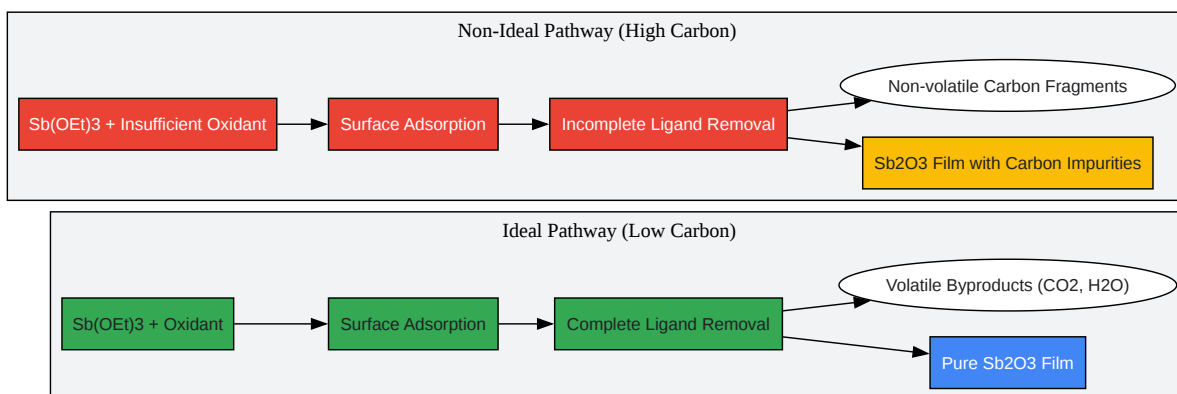 Non-Ideal Pathway (High Carbon)
Sb(OEt)3 + Insufficient Oxidant
Surface Adsorption
Incomplete Ligand Removal
Non-volatile Carbon Fragments
Sb2O3 Film with Carbon Impurities
Ideal Pathway (Low Carbon)
Sb(OEt)3 + Oxidant
Surface Adsorption
Complete Ligand Removal
Volatile Byproducts (CO2, H2O)
Pure Sb2O3 Film